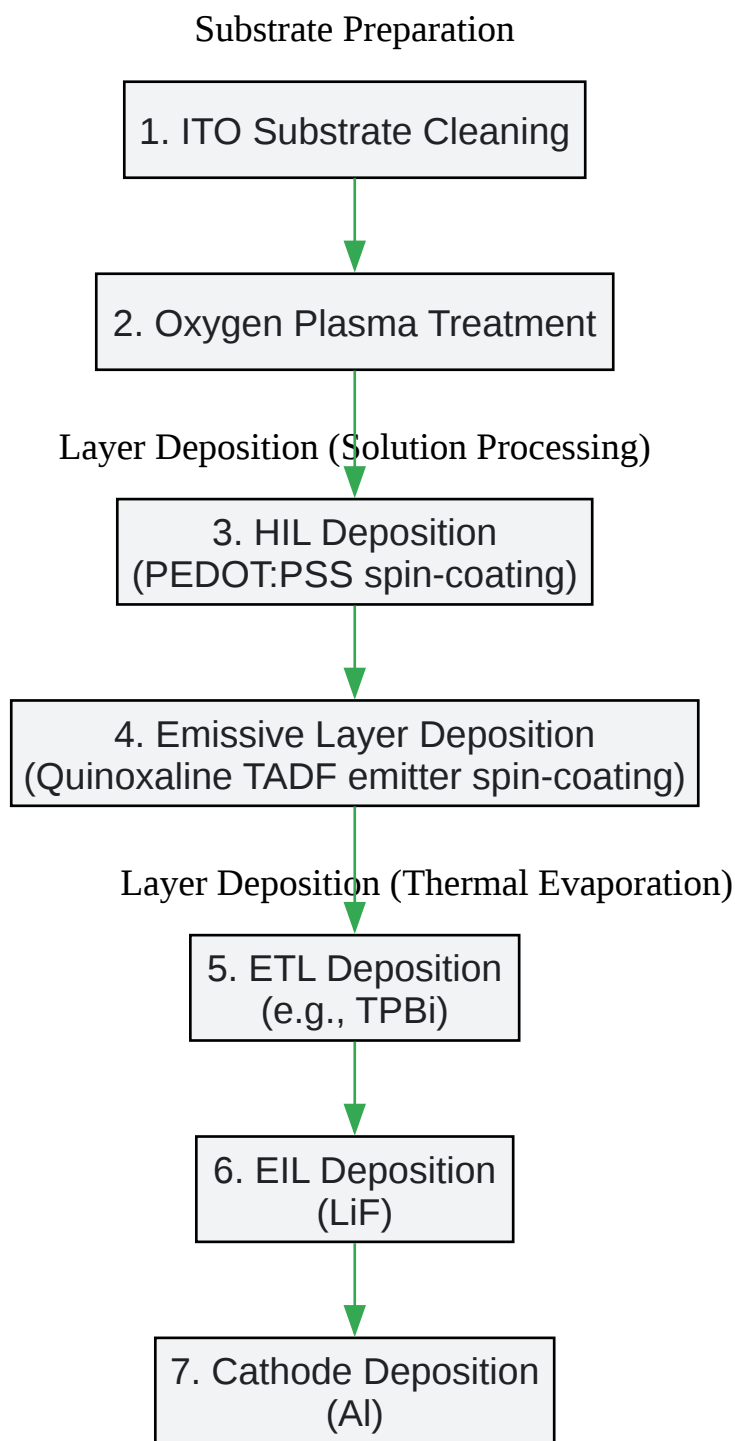 Substrate Preparation
1. ITO Substrate Cleaning
2. Oxygen Plasma Treatment
Layer Deposition (Solution Processing)
3. HIL Deposition
(PEDOT:PSS spin-coating)
4. Emissive Layer Deposition
(Quinoxaline TADF emitter spin-coating)
Layer Deposition (Thermal Evaporation)
5. ETL Deposition
(e.g., TPBi)
6. EIL Deposition
(LiF)
7. Cathode Deposition
(Al)